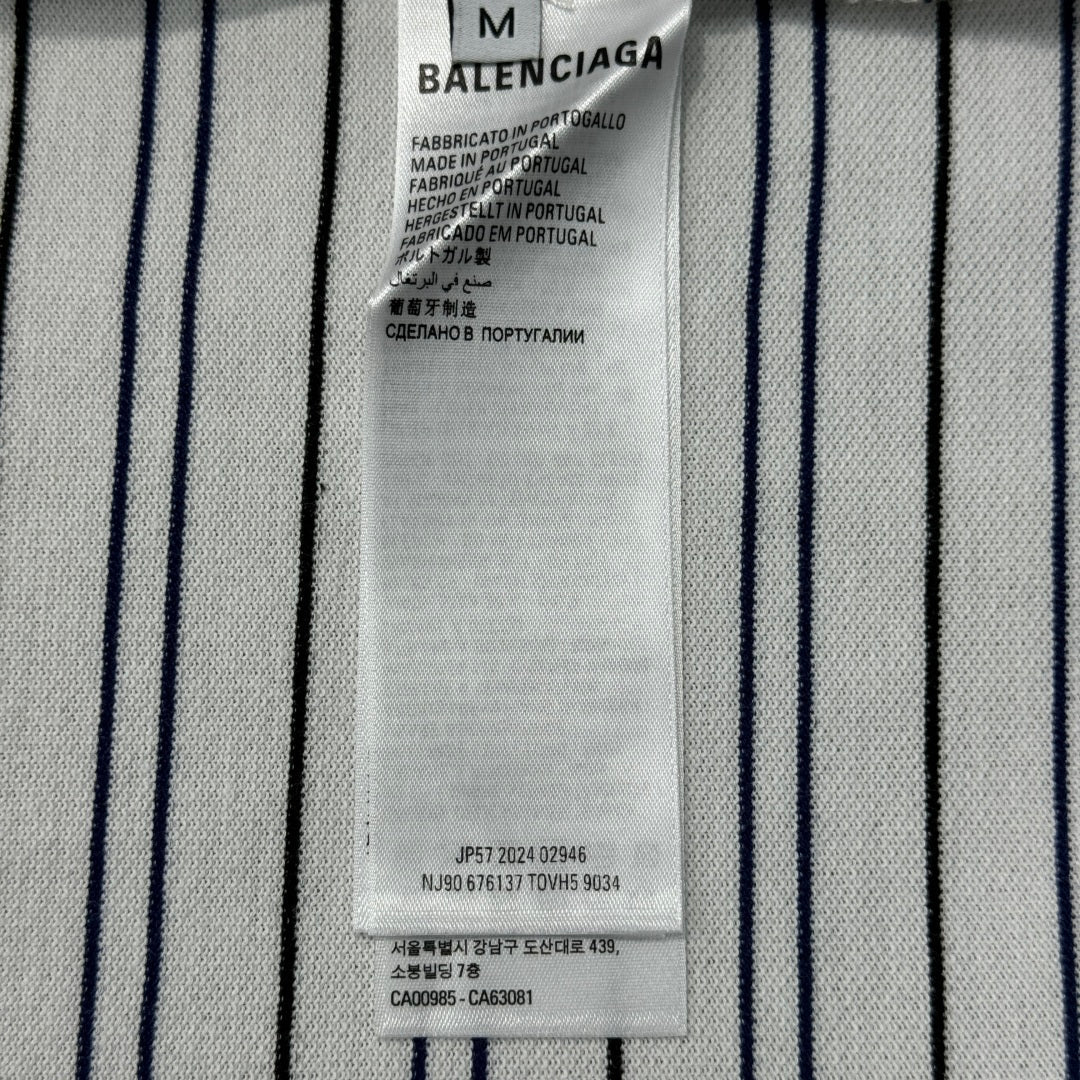 M
BALENCIAGA
FABBRICATO IN PORTOGALLO
MADE IN PORTUGAL
FABRIQUÉ AU PORTUGAL
HECHO EN PORTUGAL
HERGESTELLT IN PORTUGAL
FABRICADO EM PORTUGAL
ポルトガル製
صنع في البرتغال
葡萄牙制造
СДЕЛАНО В ПОРТУГАЛИИ
JP57 2024 02946
NJ90 676137 TOVH5 9034
서울특별시 강남구 도산대로 439,
소봉빌딩 7층
CA00985 - CA63081